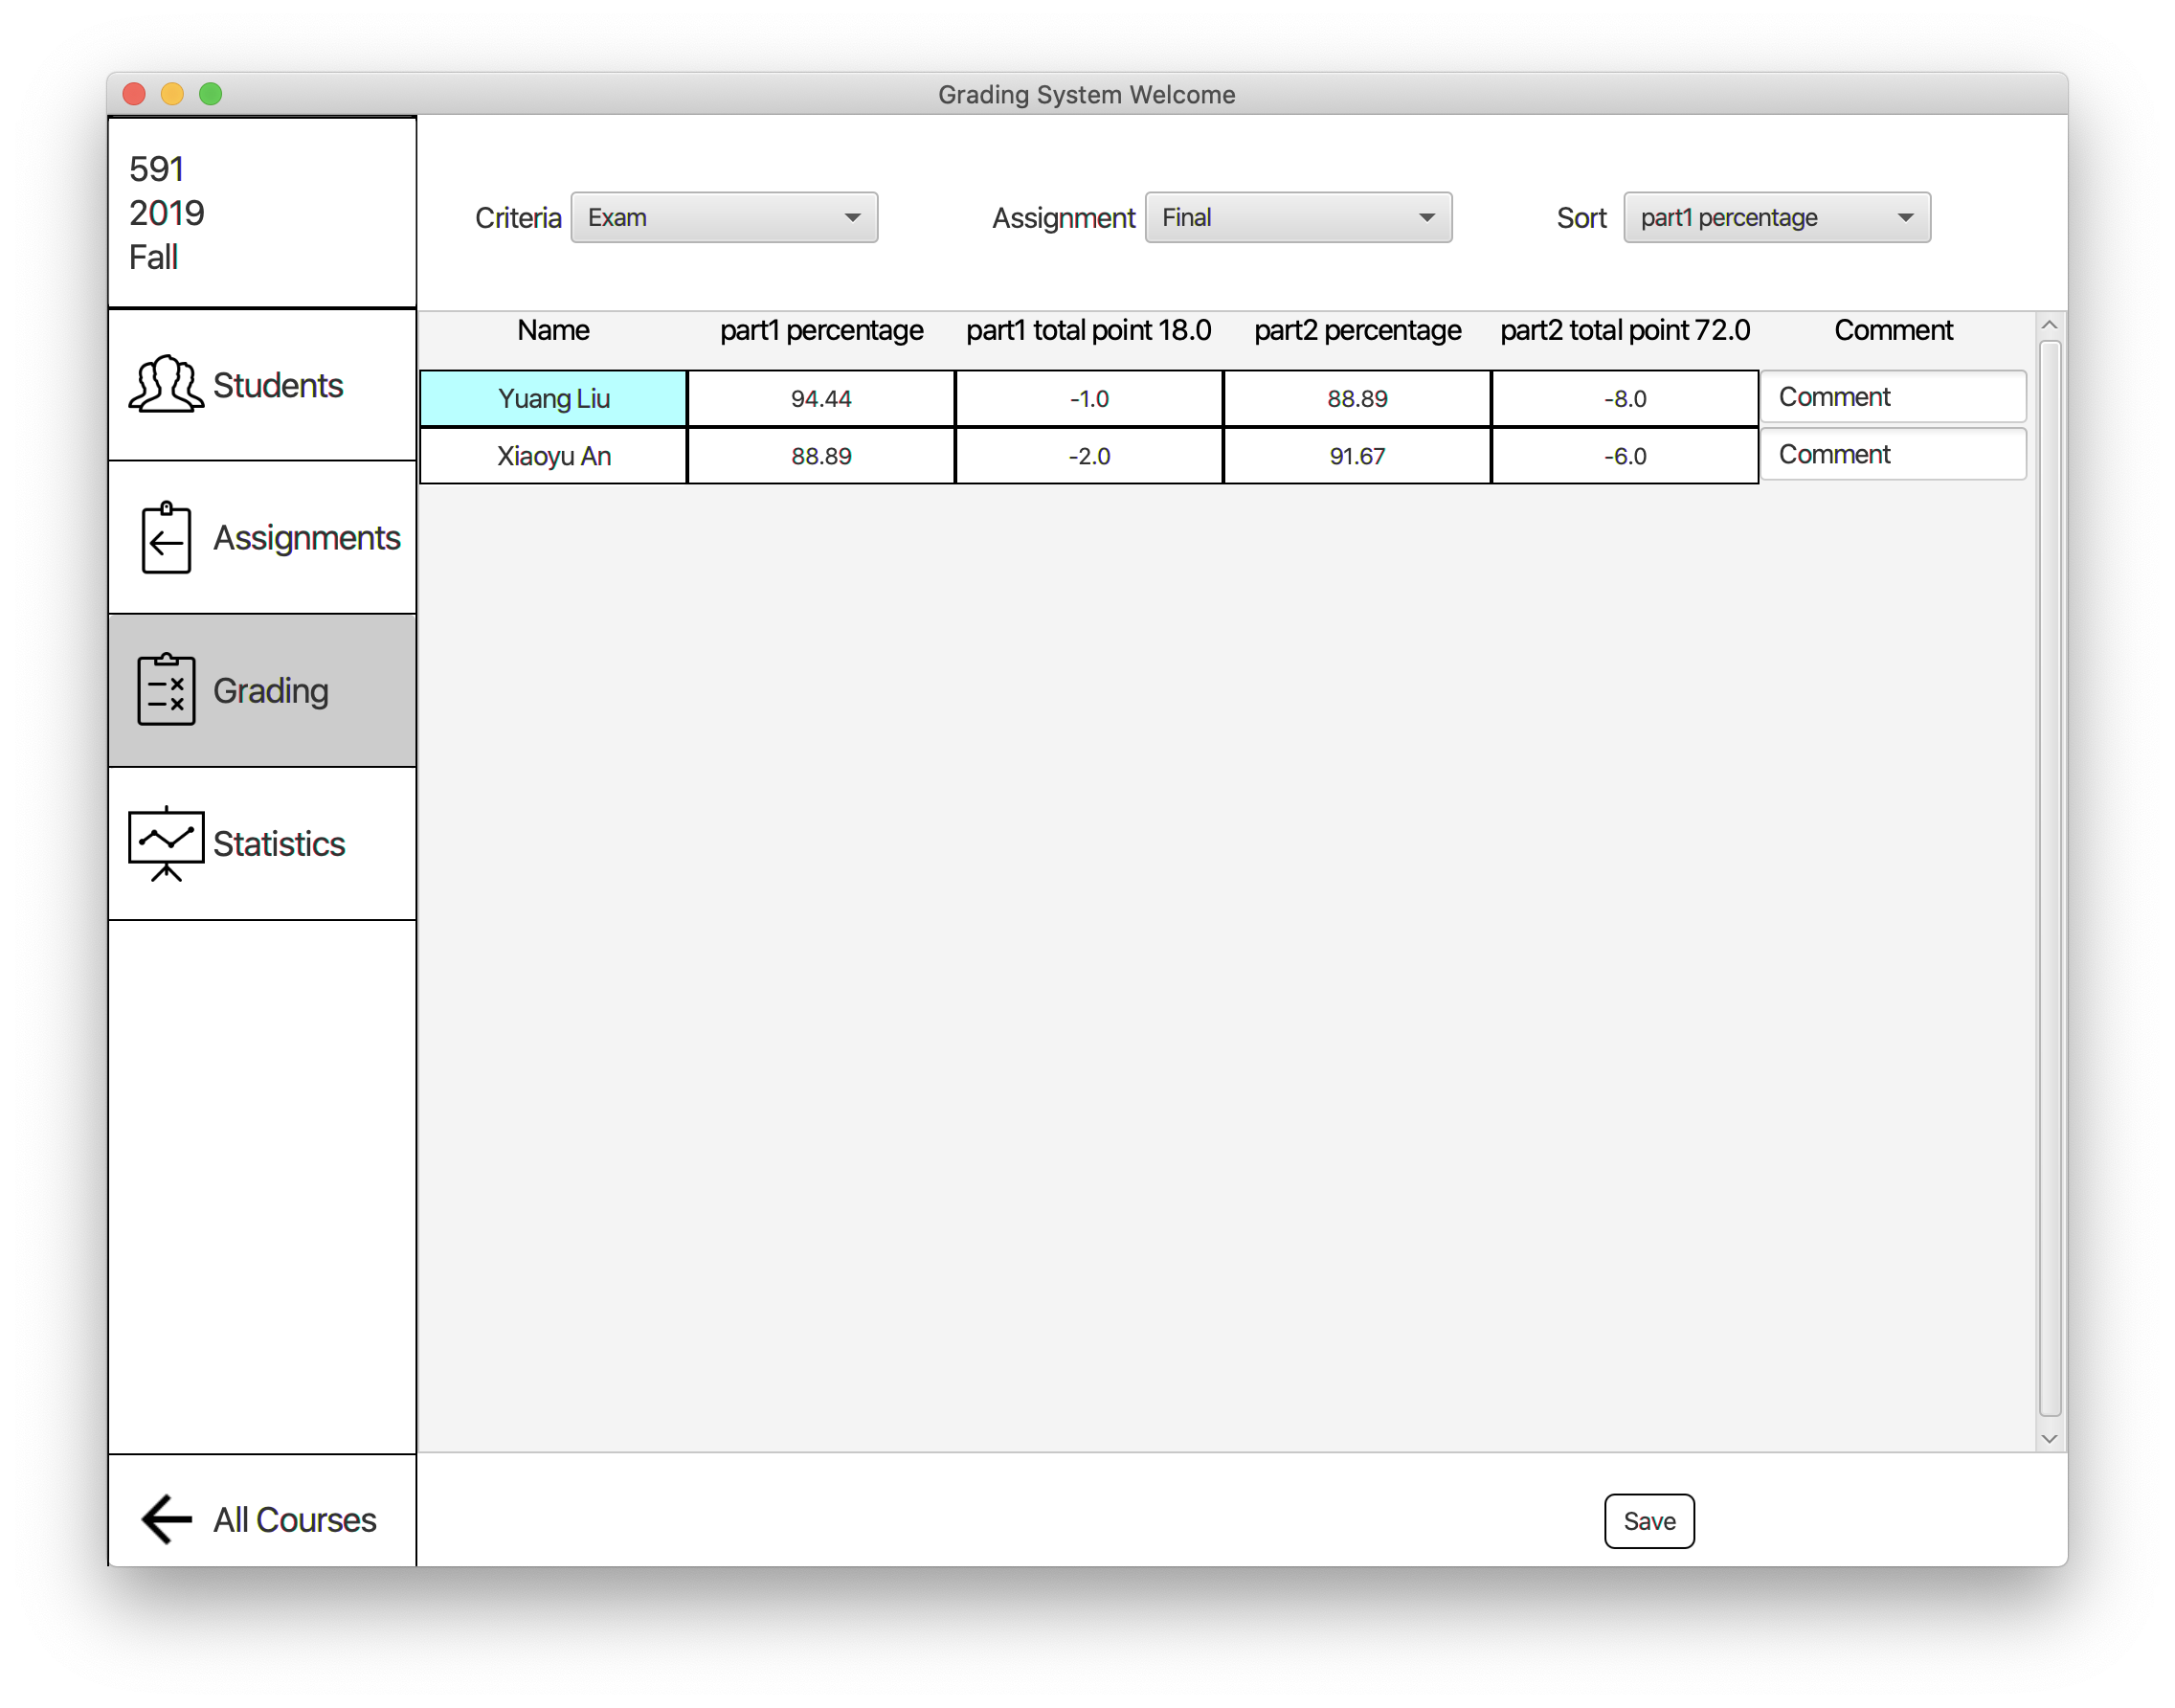 Grading System Welcome
591
2019
Fall
Criteria Exam Assignment Final Sort part1 percentage
Students
Assignments
Grading
Statistics
All Courses
Name part1 percentage part1 total point 18.0 part2 percentage part2 total point 72.0 Comment
Yuang Liu 94.44 -1.0 88.89 -8.0 Comment
Xiaoyu An 88.89 -2.0 91.67 -6.0 Comment
Save